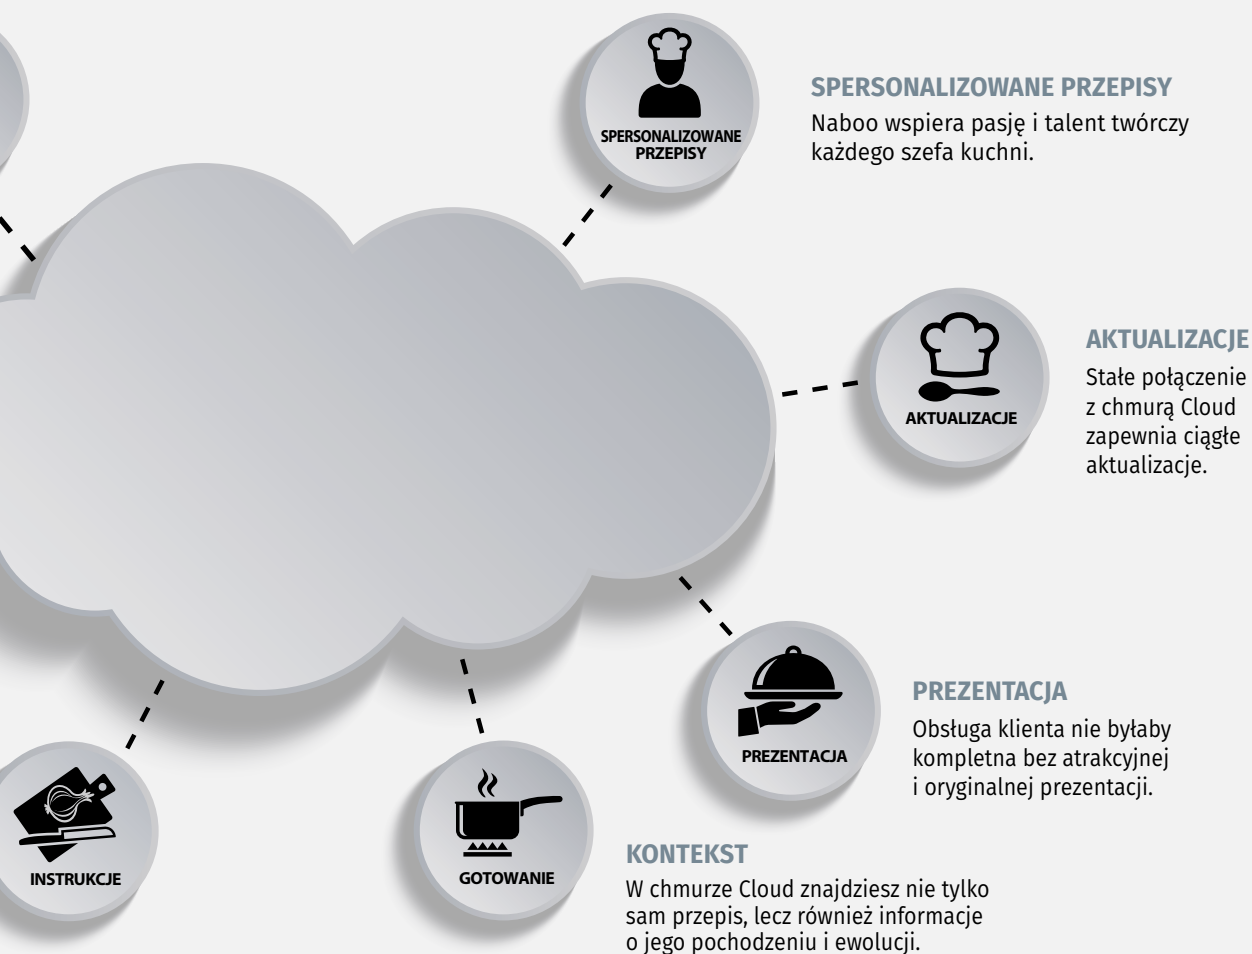 SPERSONALIZOWANE
PRZEPISY
SPERSONALIZOWANE PRZEPISY
Naboo wspiera pasję i talent twórczy
każdego szefa kuchni.
AKTUALIZACJE
AKTUALIZACJE
Stałe połączenie
z chmurą Cloud
zapewnia ciągłe
aktualizacje.
PREZENTACJA
PREZENTACJA
Obsługa klienta nie byłaby
kompletna bez atrakcyjnej
i oryginalnej prezentacji.
INSTRUKCJE
GOTOWANIE
KONTEKST
W chmurze Cloud znajdziesz nie tylko
sam przepis, lecz również informacje
o jego pochodzeniu i ewolucji.